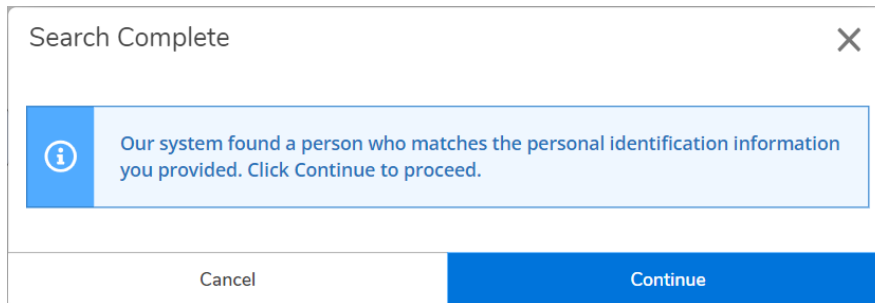 Search Complete
Our system found a person who matches the personal identification information
you provided. Click Continue to proceed.
Cancel
Continue